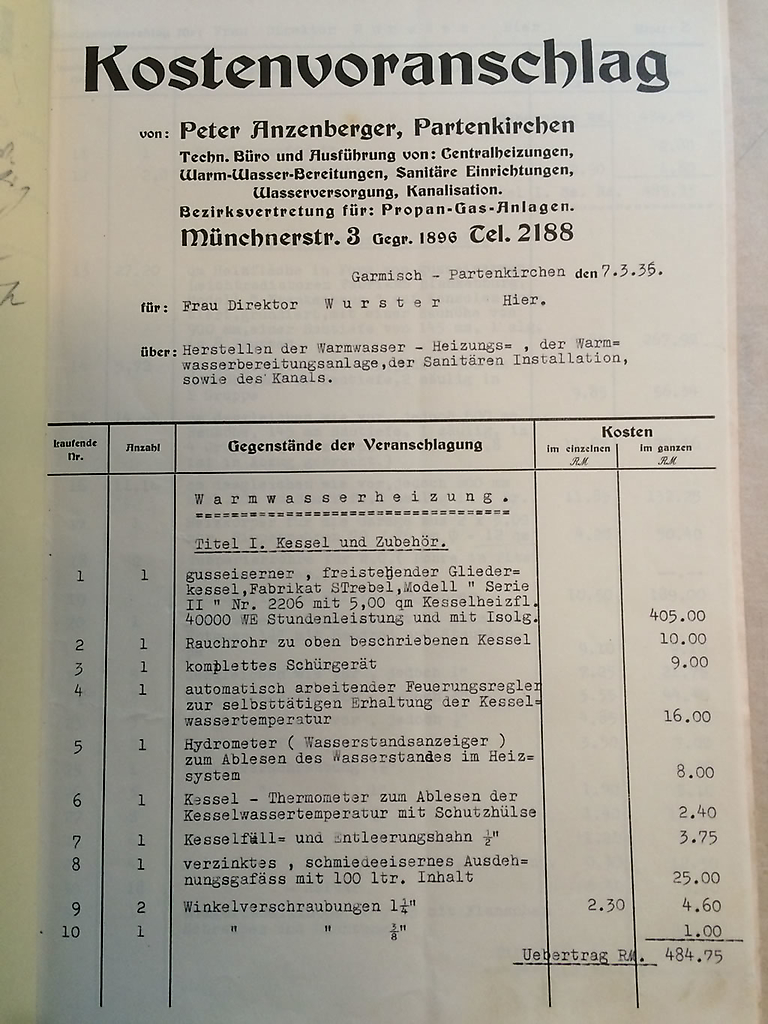 Kostenvoranschlag
von: Peter Anzenberger, Partenkirchen
Techn. Büro und Ausführung von: Centralheizungen,
Warm-Wasser-Bereitungen, Sanitäre Einrichtungen,
Wasserversorgung, Kanalisation.
Bezirksvertretung für: Propan-Gas-Anlagen.
Münchnerstr. 3 Gegr. 1896 Tel. 2188
Garmisch - Partenkirchen den 7.3.36.
für: Frau Direktor W u r s t e r Hier.
über: Herstellen der Warmwasser - Heizungs= , der Warm=
wasserbereitungsanlage,der Sanitären Installation,
sowie des Kanals.
Laufende Nr. Anzahl Gegenstände der Veranschlagung Kosten im einzelnen RM im ganzen RM
W a r m w a s s e r h e i z u n g .
==================================
Titel I. Kessel und Zubehör.
1 1 gusseiserner , freistehender Glieder=
kessel,Fabrikat STrebel,Modell " Serie
II " Nr. 2206 mit 5,00 qm Kesselheizfl.
40000 WE Stundenleistung und mit Isolg. 405.00
2 1 Rauchrohr zu oben beschriebenen Kessel 10.00
3 1 komplettes Schürgerät 9.00
4 1 automatisch arbeitender Feuerungsregler
zur selbsttätigen Erhaltung der Kessel=
wassertemperatur 16.00
5 1 Hydrometer ( Wasserstandsanzeiger )
zum Ablesen des Wasserstandes im Heiz=
system 8.00
6 1 Kessel - Thermometer zum Ablesen der
Kesselwassertemperatur mit Schutzhülse 2.40
7 1 Kesselfüll= und Entleerungshahn ½" 3.75
8 1 verzinktes , schmiedeeisernes Ausdeh=
nungsgafäss mit 100 ltr. Inhalt 25.00
9 2 Winkelverschraubungen 1¼" 2.30 4.60
10 1 " " ⅜" 1.00
Uebertrag RM. 484.75